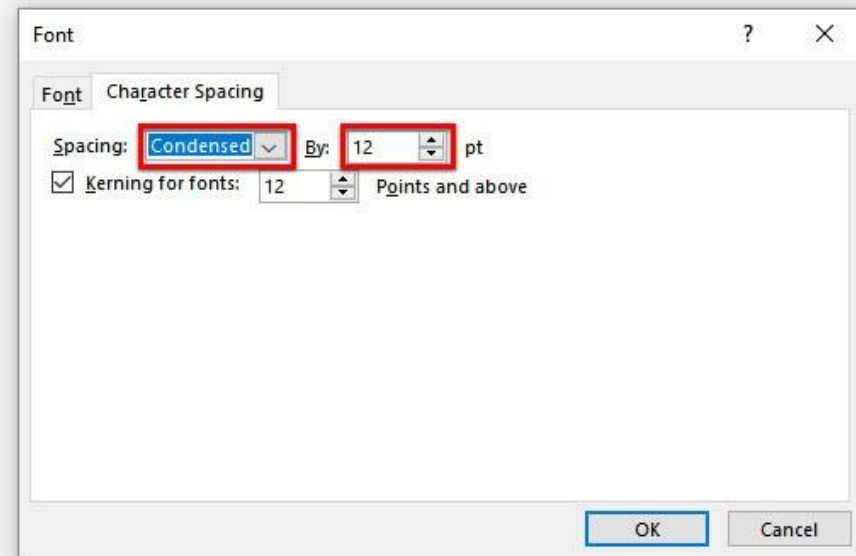 Font ?
Font Character Spacing
Spacing: Condensed By: 12 pt
Kerning for fonts: 12 Points and above
OK Cancel